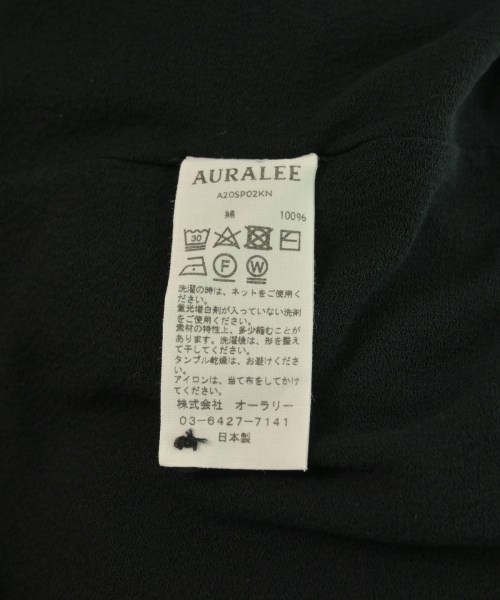 AURALEE
A20SP02KN
綿 100%
30
F W
洗濯の時は、ネットをご使用く
ださい。
蛍光増白剤が入っていない洗剤
をご使用ください。
素材の特性上、多少縮むことが
あります。洗濯後は、形を整え
て干してください。
タンブル乾燥は、お避けくださ
い。
アイロンは、当て布をしてかけ
てください。
株式会社 オーラリー
03-6427-7141
日本製